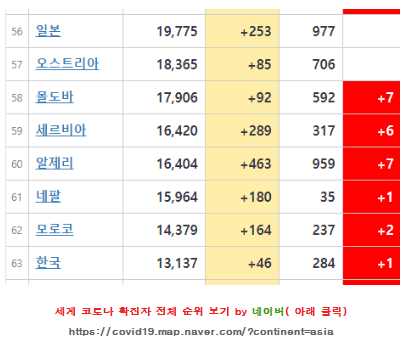 56 일본 19,775 +253 977
57 오스트리아 18,365 +85 706
58 몰도바 17,906 +92 592 +7
59 세르비아 16,420 +289 317 +6
60 알제리 16,404 +463 959 +7
61 네팔 15,964 +180 35 +1
62 모로코 14,379 +164 237 +2
63 한국 13,137 +46 284 +1
세계 코로나 확진자 전체 순위 보기 by 네이버( 아래 클릭)
https://covid19.map.naver.com/?continent=asia